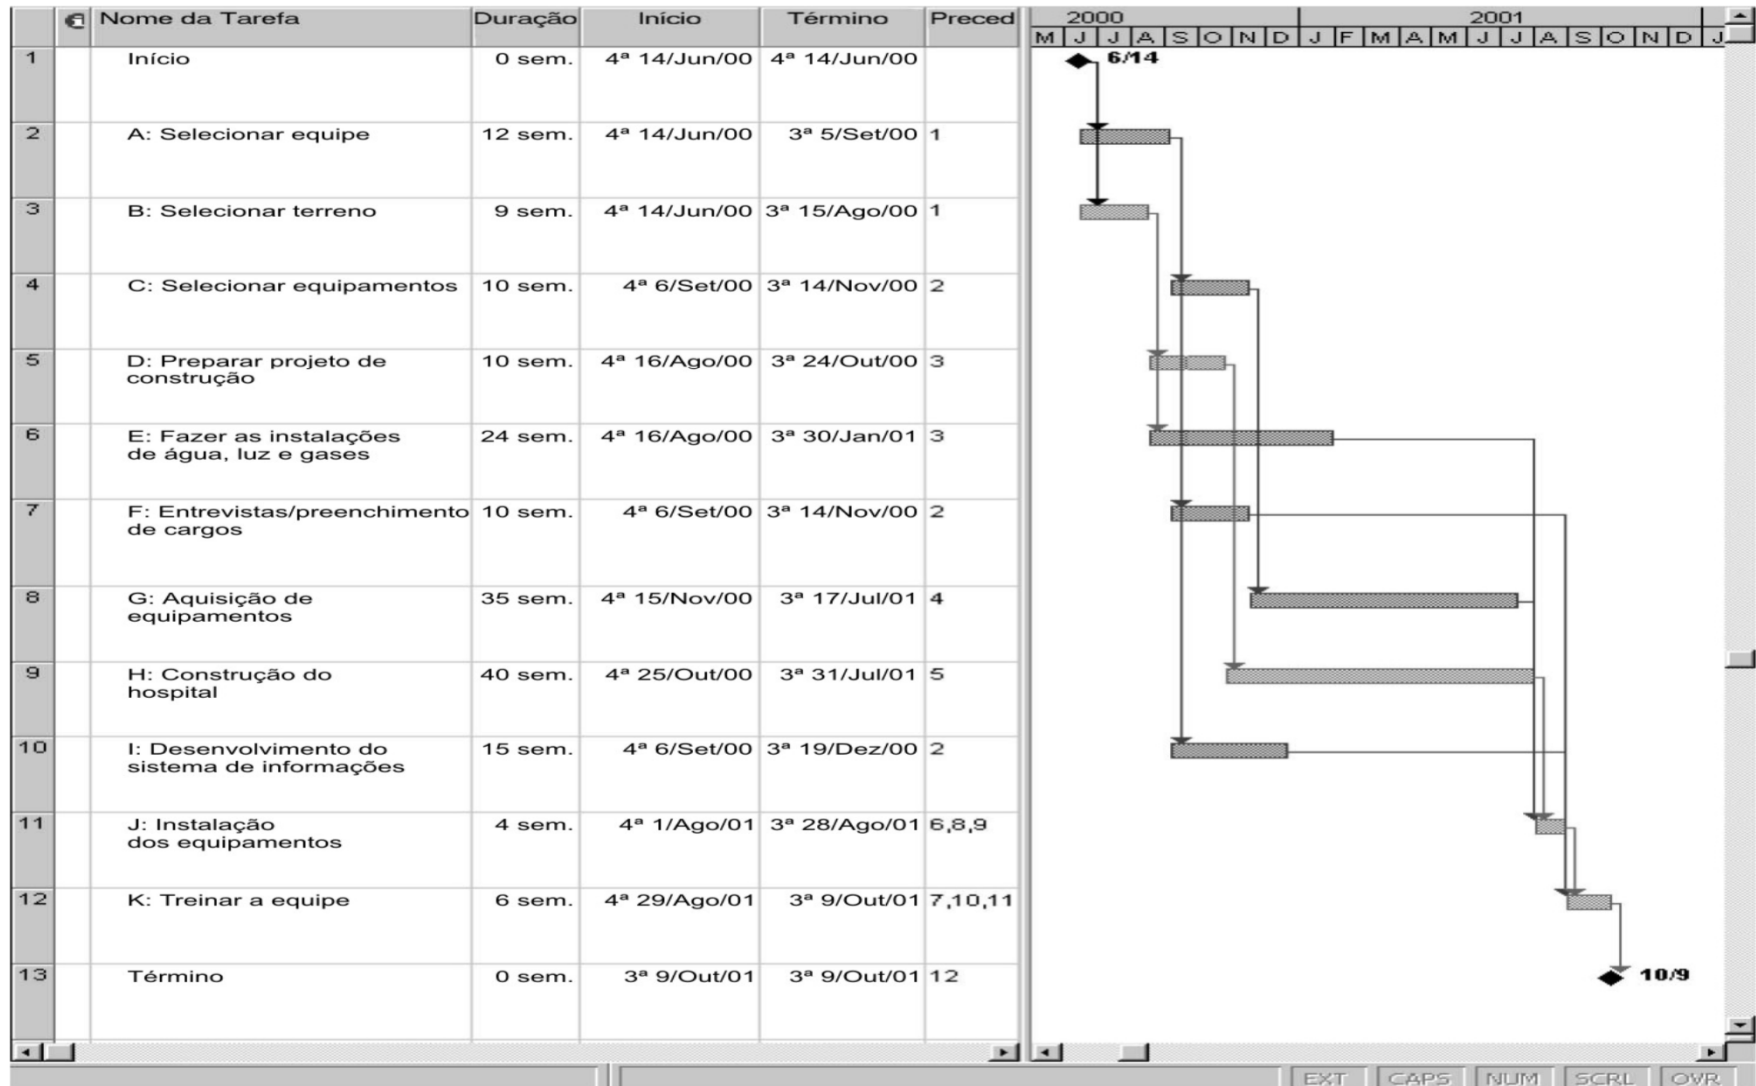 Nome da Tarefa Duração Início Término Preced 2000 2001
M J J A S O N D J F M A M J J A S O N D J
1 Início 0 sem. 4ª 14/Jun/00 4ª 14/Jun/00 6/14
2 A: Selecionar equipe 12 sem. 4ª 14/Jun/00 3ª 5/Set/00 1
3 B: Selecionar terreno 9 sem. 4ª 14/Jun/00 3ª 15/Ago/00 1
4 C: Selecionar equipamentos 10 sem. 4ª 6/Set/00 3ª 14/Nov/00 2
5 D: Preparar projeto de 10 sem. 4ª 16/Ago/00 3ª 24/Out/00 3
construção
6 E: Fazer as instalações 24 sem. 4ª 16/Ago/00 3ª 30/Jan/01 3
de água, luz e gases
7 F: Entrevistas/preenchimento 10 sem. 4ª 6/Set/00 3ª 14/Nov/00 2
de cargos
8 G: Aquisição de 35 sem. 4ª 15/Nov/00 3ª 17/Jul/01 4
equipamentos
9 H: Construção do 40 sem. 4ª 25/Out/00 3ª 31/Jul/01 5
hospital
10 I: Desenvolvimento do 15 sem. 4ª 6/Set/00 3ª 19/Dez/00 2
sistema de informações
11 J: Instalação 4 sem. 4ª 1/Ago/01 3ª 28/Ago/01 6,8,9
dos equipamentos
12 K: Treinar a equipe 6 sem. 4ª 29/Ago/01 3ª 9/Out/01 7,10,11
13 Término 0 sem. 3ª 9/Out/01 3ª 9/Out/01 12 10/9
EXT CAPS NUM SCRL OVR